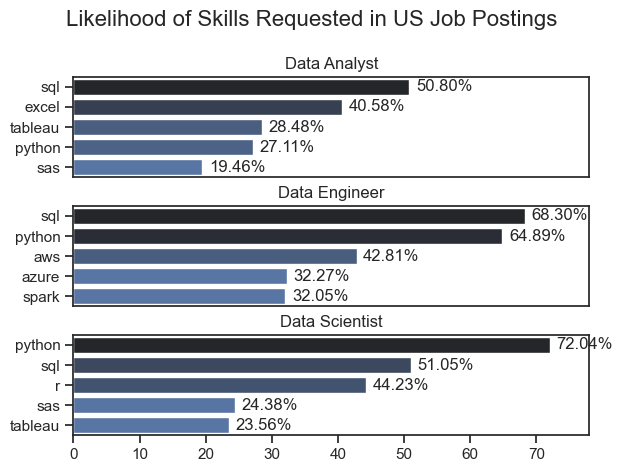 Likelihood of Skills Requested in US Job Postings
Data Analyst
sql 50.80%
excel 40.58%
tableau 28.48%
python 27.11%
sas 19.46%
Data Engineer
sql 68.30%
python 64.89%
aws 42.81%
azure 32.27%
spark 32.05%
Data Scientist
python 72.04%
sql 51.05%
r 44.23%
sas 24.38%
tableau 23.56%
0 10 20 30 40 50 60 70